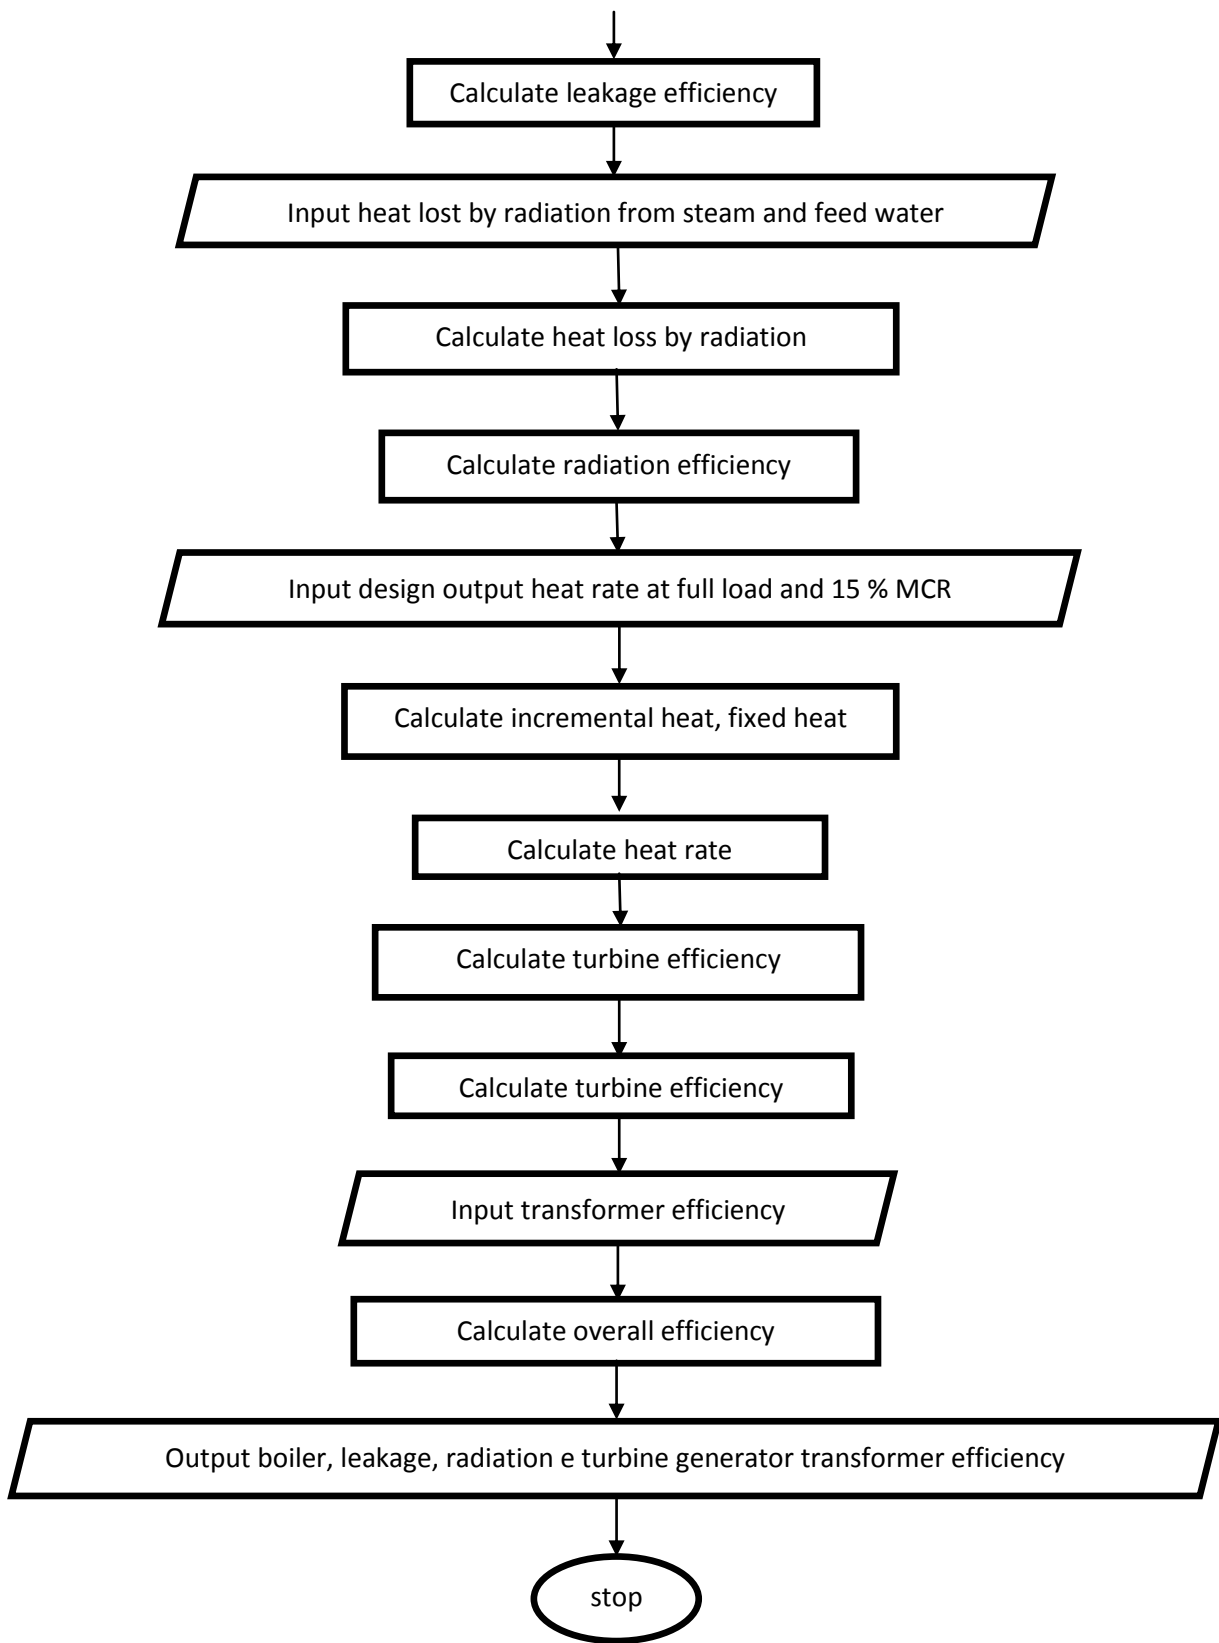 Calculate leakage efficiency
Input heat lost by radiation from steam and feed water
Calculate heat loss by radiation
Calculate radiation efficiency
Input design output heat rate at full load and 15 % MCR
Calculate incremental heat, fixed heat
Calculate heat rate
Calculate turbine efficiency
Calculate turbine efficiency
Input transformer efficiency
Calculate overall efficiency
Output boiler, leakage, radiation e turbine generator transformer efficiency
stop